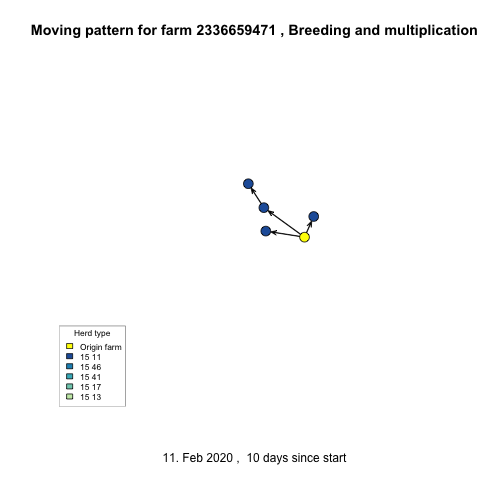 Moving pattern for farm 2336659471 , Breeding and multiplication
Herd type
Origin farm
15 11
15 46
15 41
15 17
15 13
11. Feb 2020 ,  10 days since start